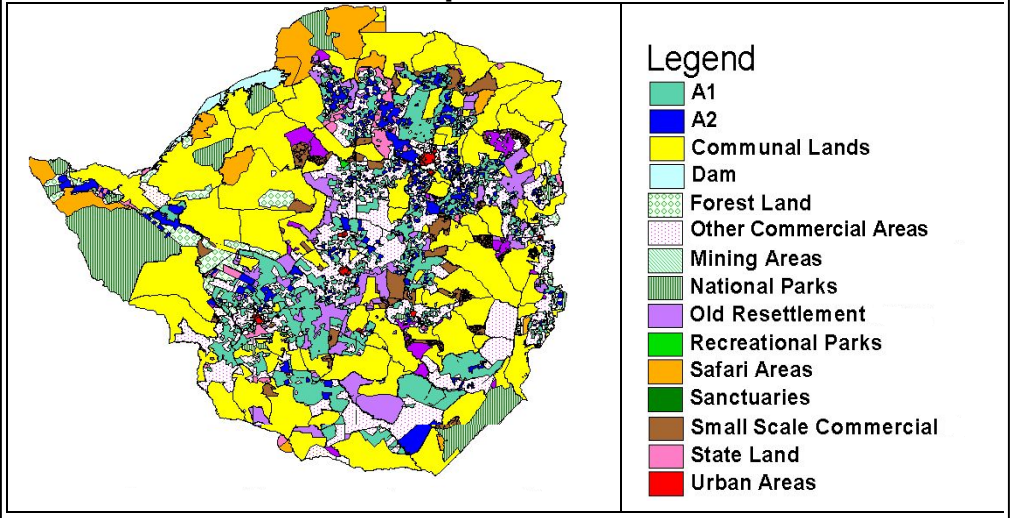 Legend
A1
A2
Communal Lands
Dam
Forest Land
Other Commercial Areas
Mining Areas
National Parks
Old Resettlement
Recreational Parks
Safari Areas
Sanctuaries
Small Scale Commercial
State Land
Urban Areas